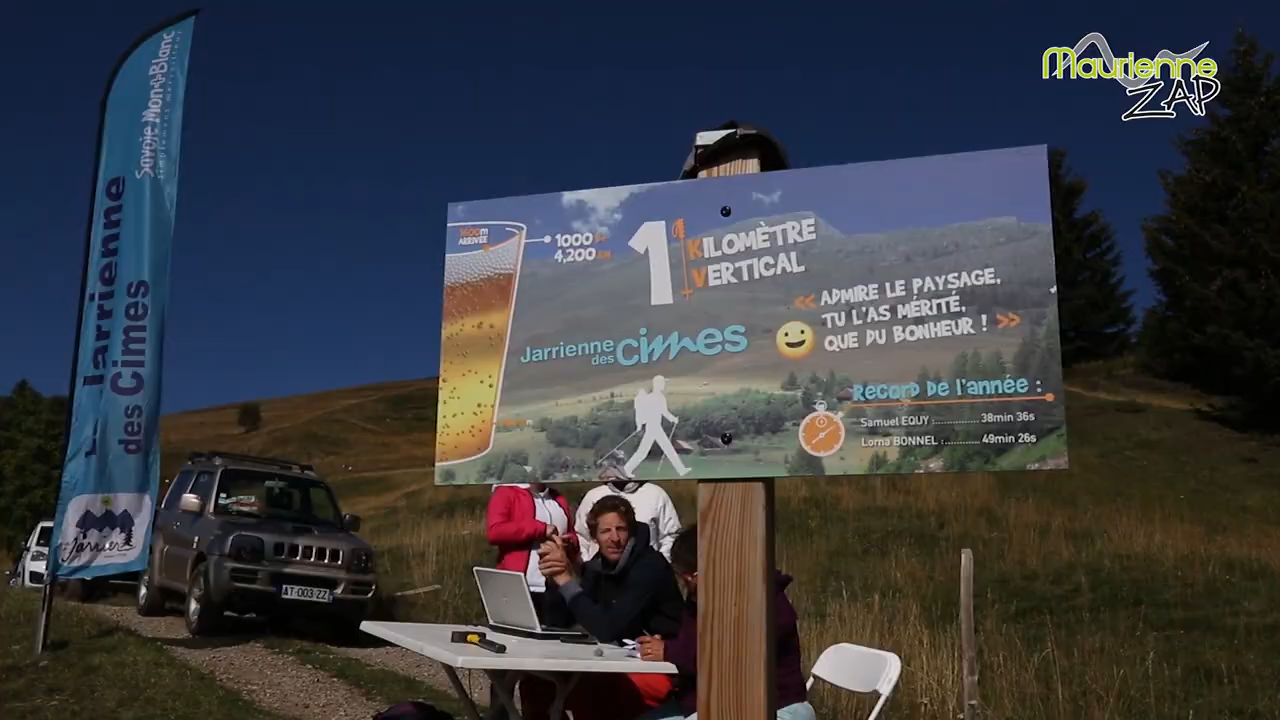 Maurienne
ZAP
Savoie Mont Blanc
La Jarrienne
des Cimes
Jarrier
1600m
ARRIVÉE
1000
4,200
1
KILOMÈTRE
VERTICAL
« ADMIRE LE PAYSAGE,
TU L'AS MÉRITÉ,
QUE DU BONHEUR ! »
Jarrienne
des Cimes
Record de l'année :
Samuel EQUY : 38min 36s
Lorna BONNEL : 49min 26s
AT-003-ZZ